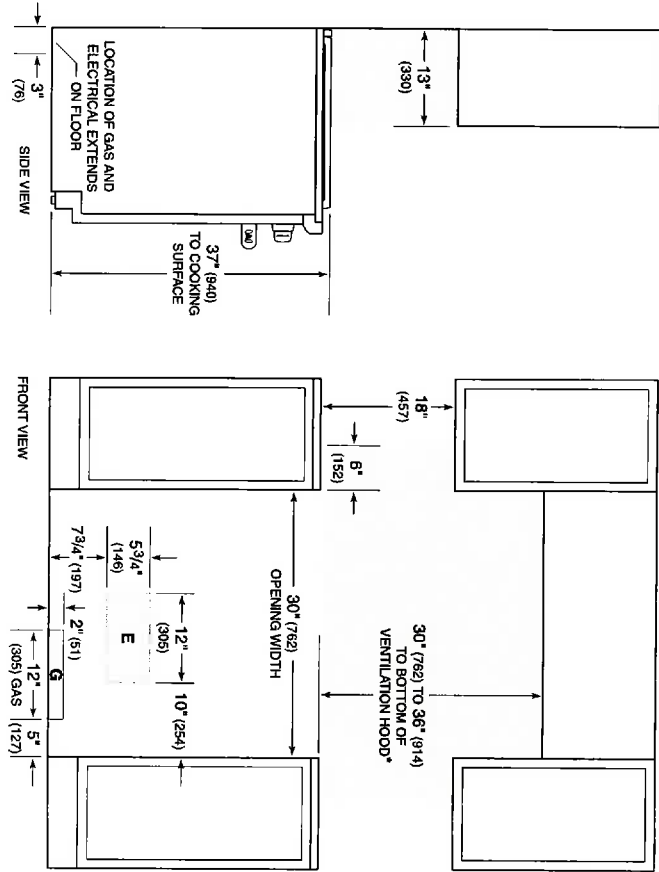 13"
(330)
LOCATION OF GAS AND
ELECTRICAL EXTENDS
ON FLOOR
3"
(76)
37" (940)
TO COOKING
SURFACE
SIDE VIEW
18"
(457)
6"
(152)
30" (762) TO 36" (914)
TO BOTTOM OF
VENTILATION HOOD*
30" (762)
OPENING WIDTH
5 3/4"
(146)
12"
(305)
E
10" (254)
7 3/4" (197)
2" (51)
G
12"
(305) GAS
5"
(127)
FRONT VIEW